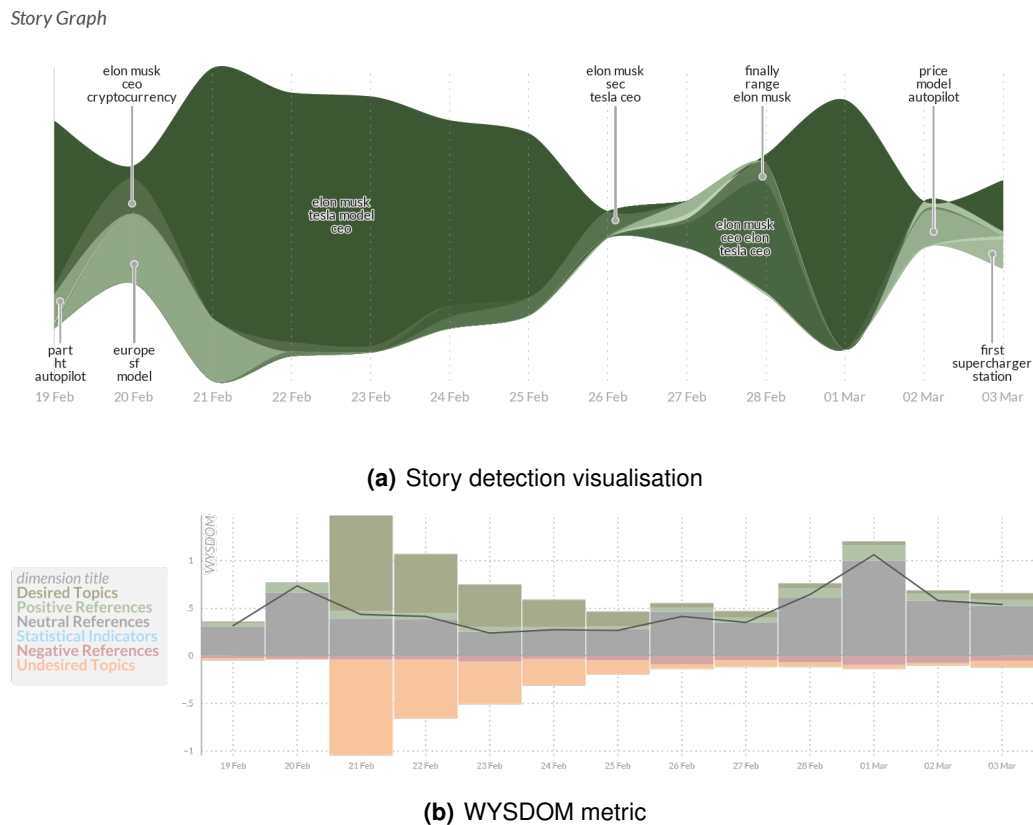 Story Graph
elon musk
ceo
cryptocurrency
elon musk
sec
tesla ceo
finally
range
elon musk
price
model
autopilot
elon musk
tesla model
ceo
elon musk
ceo elon
tesla ceo
part
ht
autopilot
europe
sf
model
first
supercharger
station
19 Feb 20 Feb 21 Feb 22 Feb 23 Feb 24 Feb 25 Feb 26 Feb 27 Feb 28 Feb 01 Mar 02 Mar 03 Mar
(a) Story detection visualisation
WYSDOM
dimension title
Desired Topics
Positive References
Neutral References
Statistical Indicators
Negative References
Undesired Topics
1
.5
0
-.5
-1
19 Feb 20 Feb 21 Feb 22 Feb 23 Feb 24 Feb 25 Feb 26 Feb 27 Feb 28 Feb 01 Mar 02 Mar 03 Mar
(b) WYSDOM metric